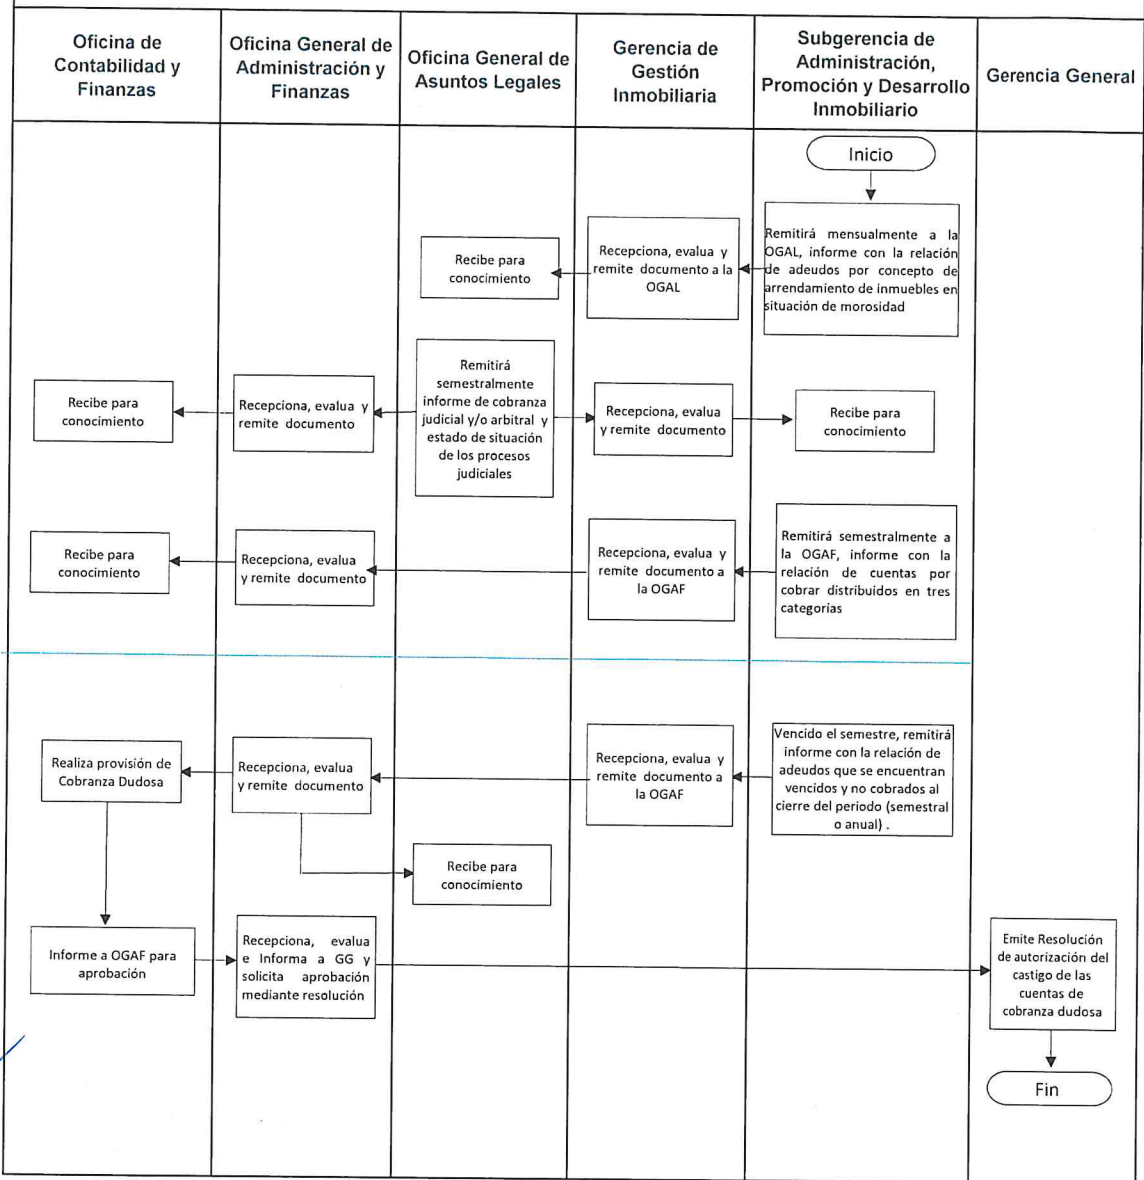 Oficina de
Contabilidad y
Finanzas
Oficina General de
Administración y
Finanzas
Oficina General de
Asuntos Legales
Gerencia de
Gestión
Inmobiliaria
Subgerencia de
Administración,
Promoción y Desarrollo
Inmobiliario
Gerencia General
Inicio
Remitirá mensualmente a la
OGAL, informe con la relación
de adeudos por concepto de
arrendamiento de inmuebles en
situación de morosidad
Recepciona, evalua y
remite documento a la
OGAL
Recibe para
conocimiento
Remitirá
semestralmente
informe de cobranza
judicial y/o arbitral y
estado de situación
de los procesos
judiciales
Recepciona, evalua y
remite documento
Recibe para
conocimiento
Recepciona, evalua
y remite documento
Recibe para
conocimiento
Remitirá semestralmente a
la OGAF, informe con la
relación de cuentas por
cobrar distribuidos en tres
categorías
Recepciona, evalua y
remite documento a
la OGAF
Recepciona, evalua
y remite documento
Recibe para
conocimiento
Vencido el semestre, remitirá
informe con la relación de
adeudos que se encuentran
vencidos y no cobrados al
cierre del periodo (semestral
o anual) .
Recepciona, evalua y
remite documento a
la OGAF
Recepciona, evalua
y remite documento
Realiza provisión de
Cobranza Dudosa
Recibe para
conocimiento
Informe a OGAF para
aprobación
Recepciona, evalua
e Informa a GG y
solicita aprobación
mediante resolución
Emite Resolución
de autorización del
castigo de las
cuentas de
cobranza dudosa
Fin